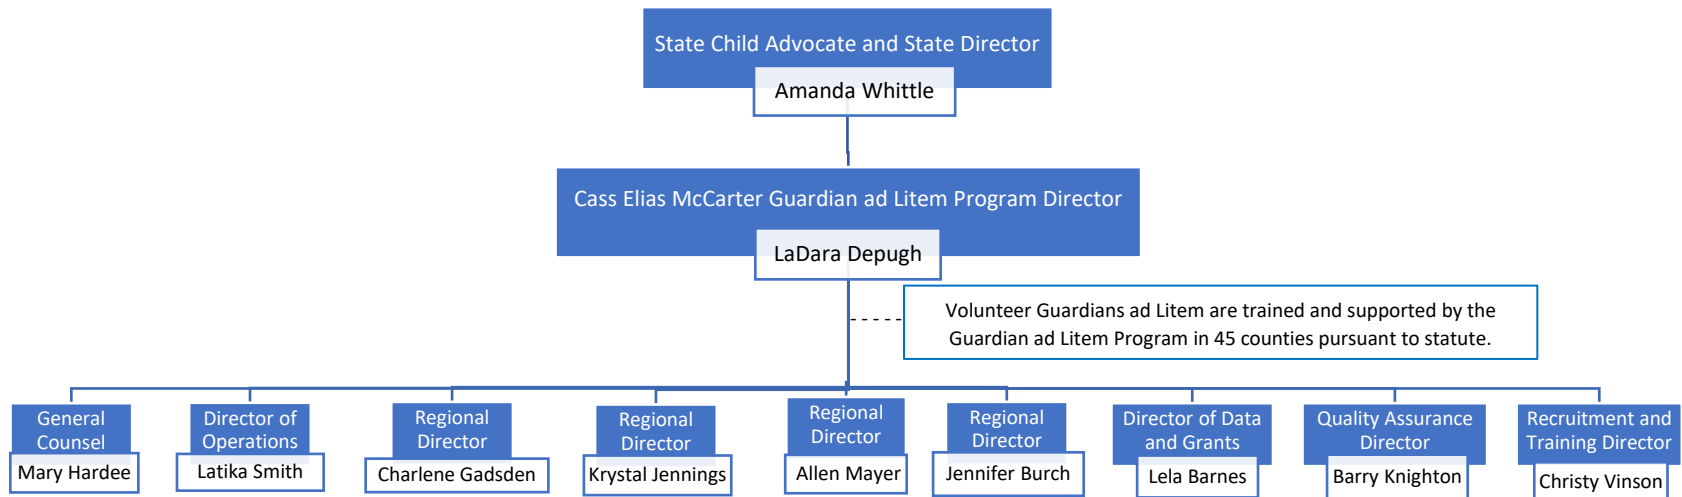 State Child Advocate and State Director
Amanda Whittle
Cass Elias McCarter Guardian ad Litem Program Director
LaDara Depugh
Volunteer Guardians ad Litem are trained and supported by the
Guardian ad Litem Program in 45 counties pursuant to statute.
General
Counsel
Mary Hardee
Director of
Operations
Latika Smith
Regional
Director
Charlene Gadsden
Regional
Director
Krystal Jennings
Regional
Director
Allen Mayer
Regional
Director
Jennifer Burch
Director of Data
and Grants
Lela Barnes
Quality Assurance
Director
Barry Knighton
Recruitment and
Training Director
Christy Vinson